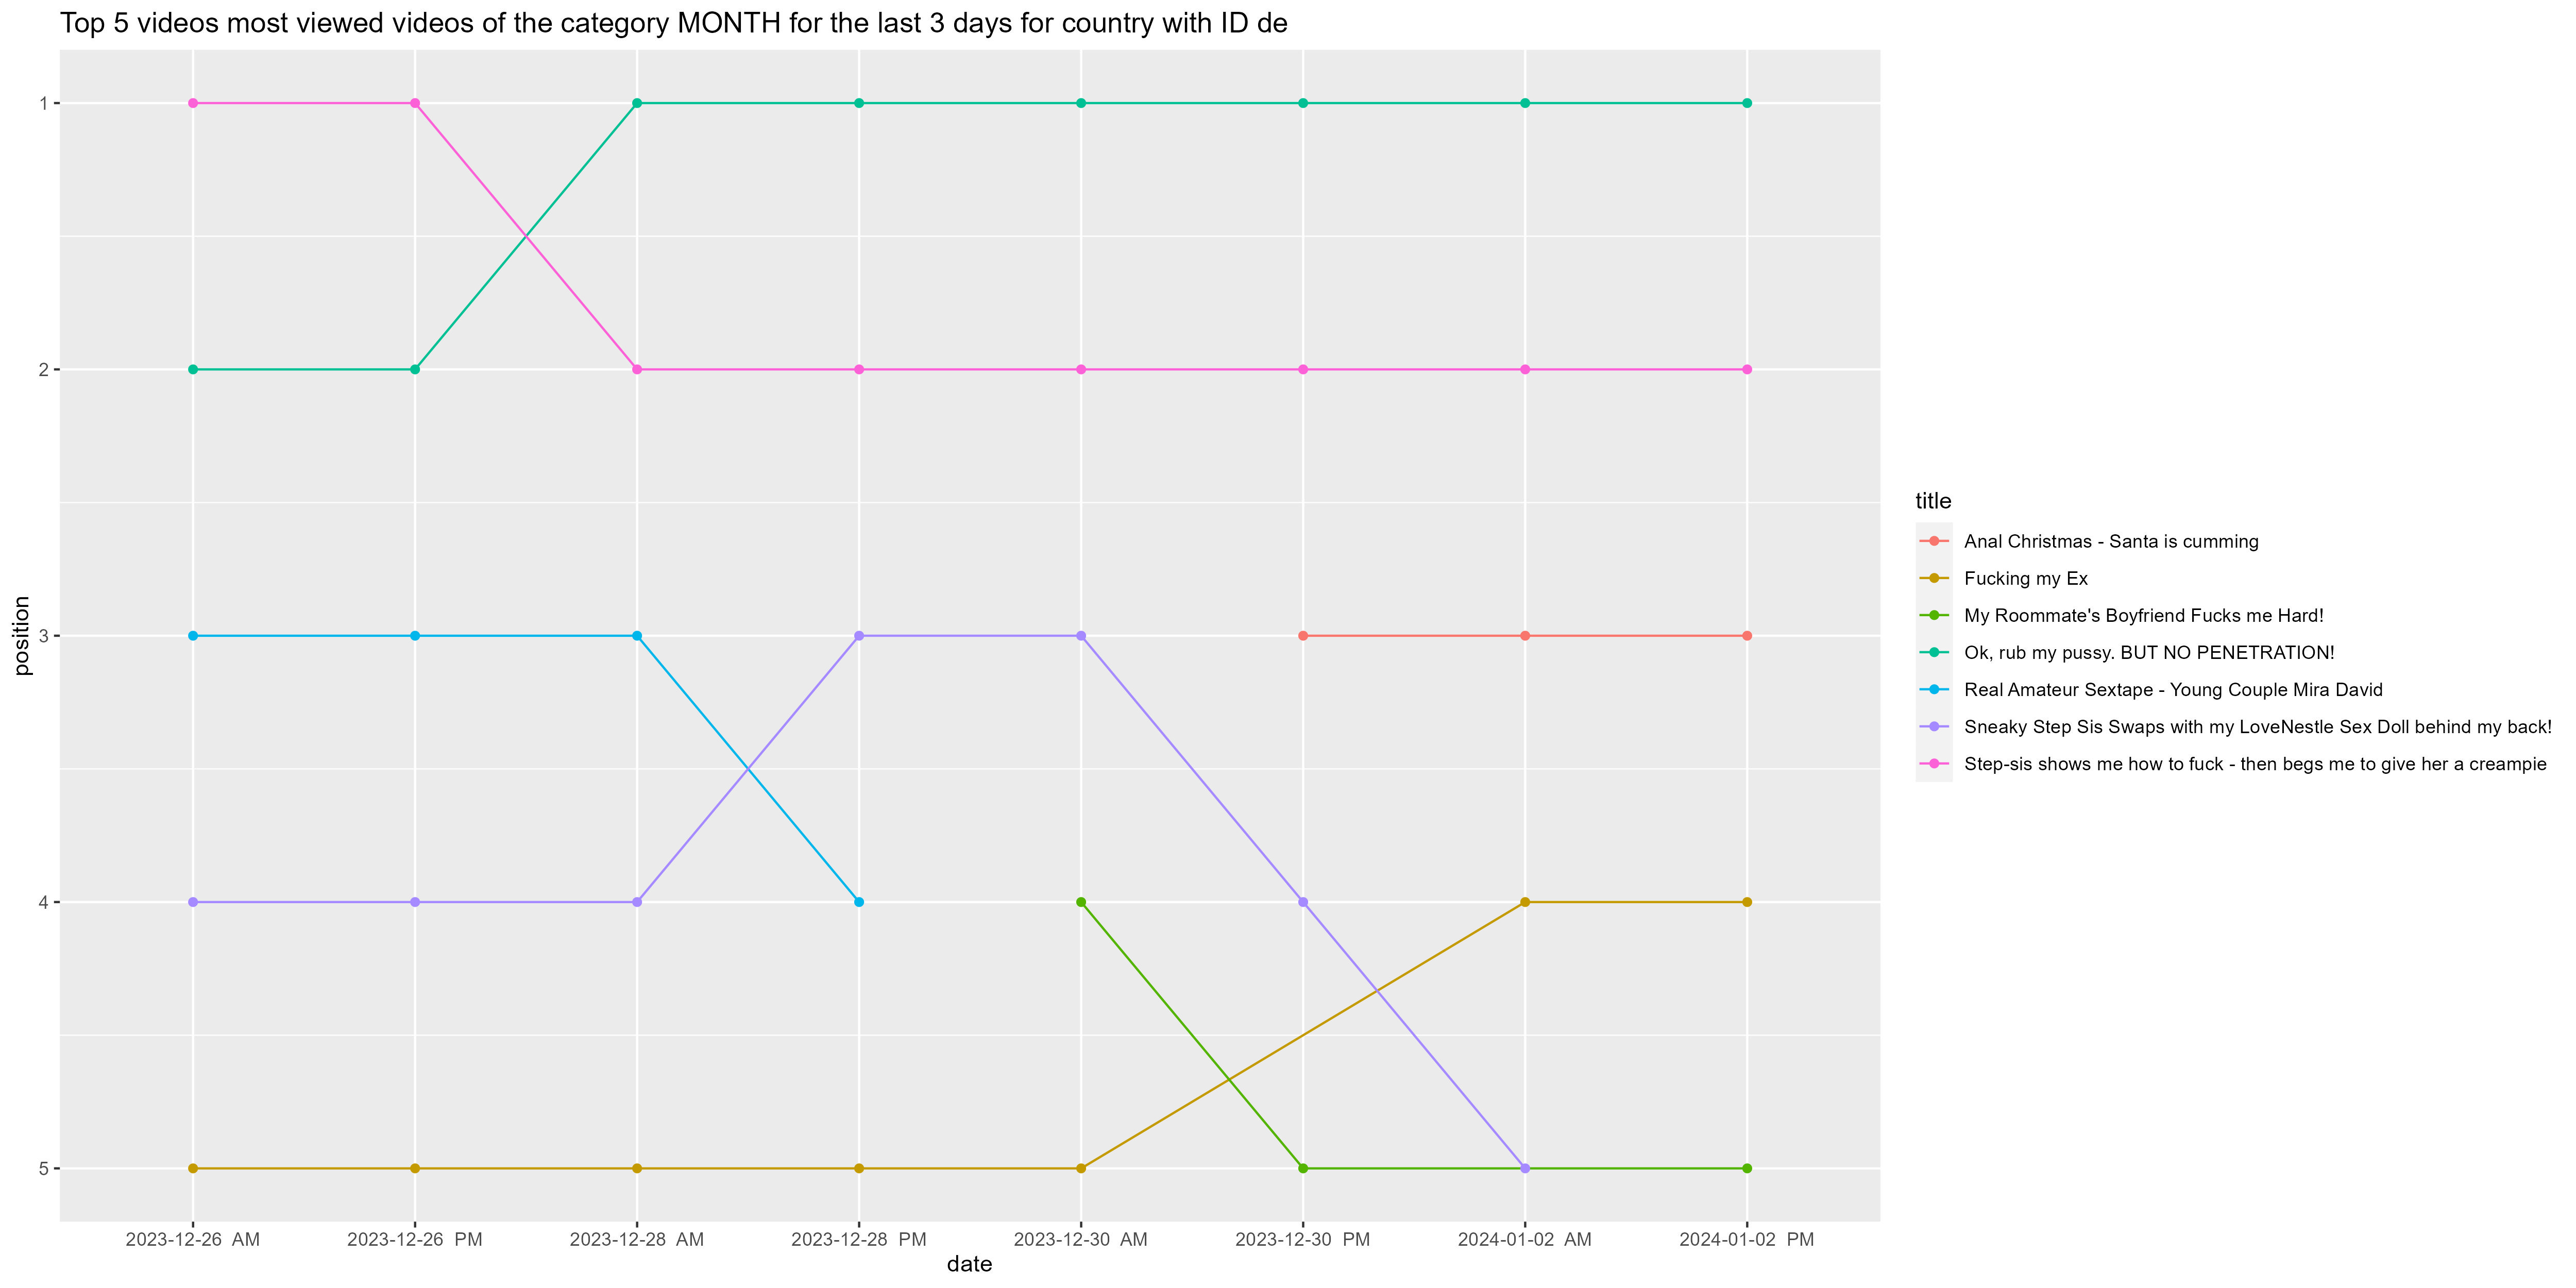 Top 5 videos most viewed videos of the category MONTH for the last 3 days for country with ID de
position
1
2
3
4
5
2023-12-26 AM
2023-12-26 PM
2023-12-28 AM
2023-12-28 PM
2023-12-30 AM
2023-12-30 PM
2024-01-02 AM
2024-01-02 PM
date
title
Anal Christmas - Santa is cumming
Fucking my Ex
My Roommate's Boyfriend Fucks me Hard!
Ok, rub my pussy. BUT NO PENETRATION!
Real Amateur Sextape - Young Couple Mira David
Sneaky Step Sis Swaps with my LoveNestle Sex Doll behind my back!
Step-sis shows me how to fuck - then begs me to give her a creampie